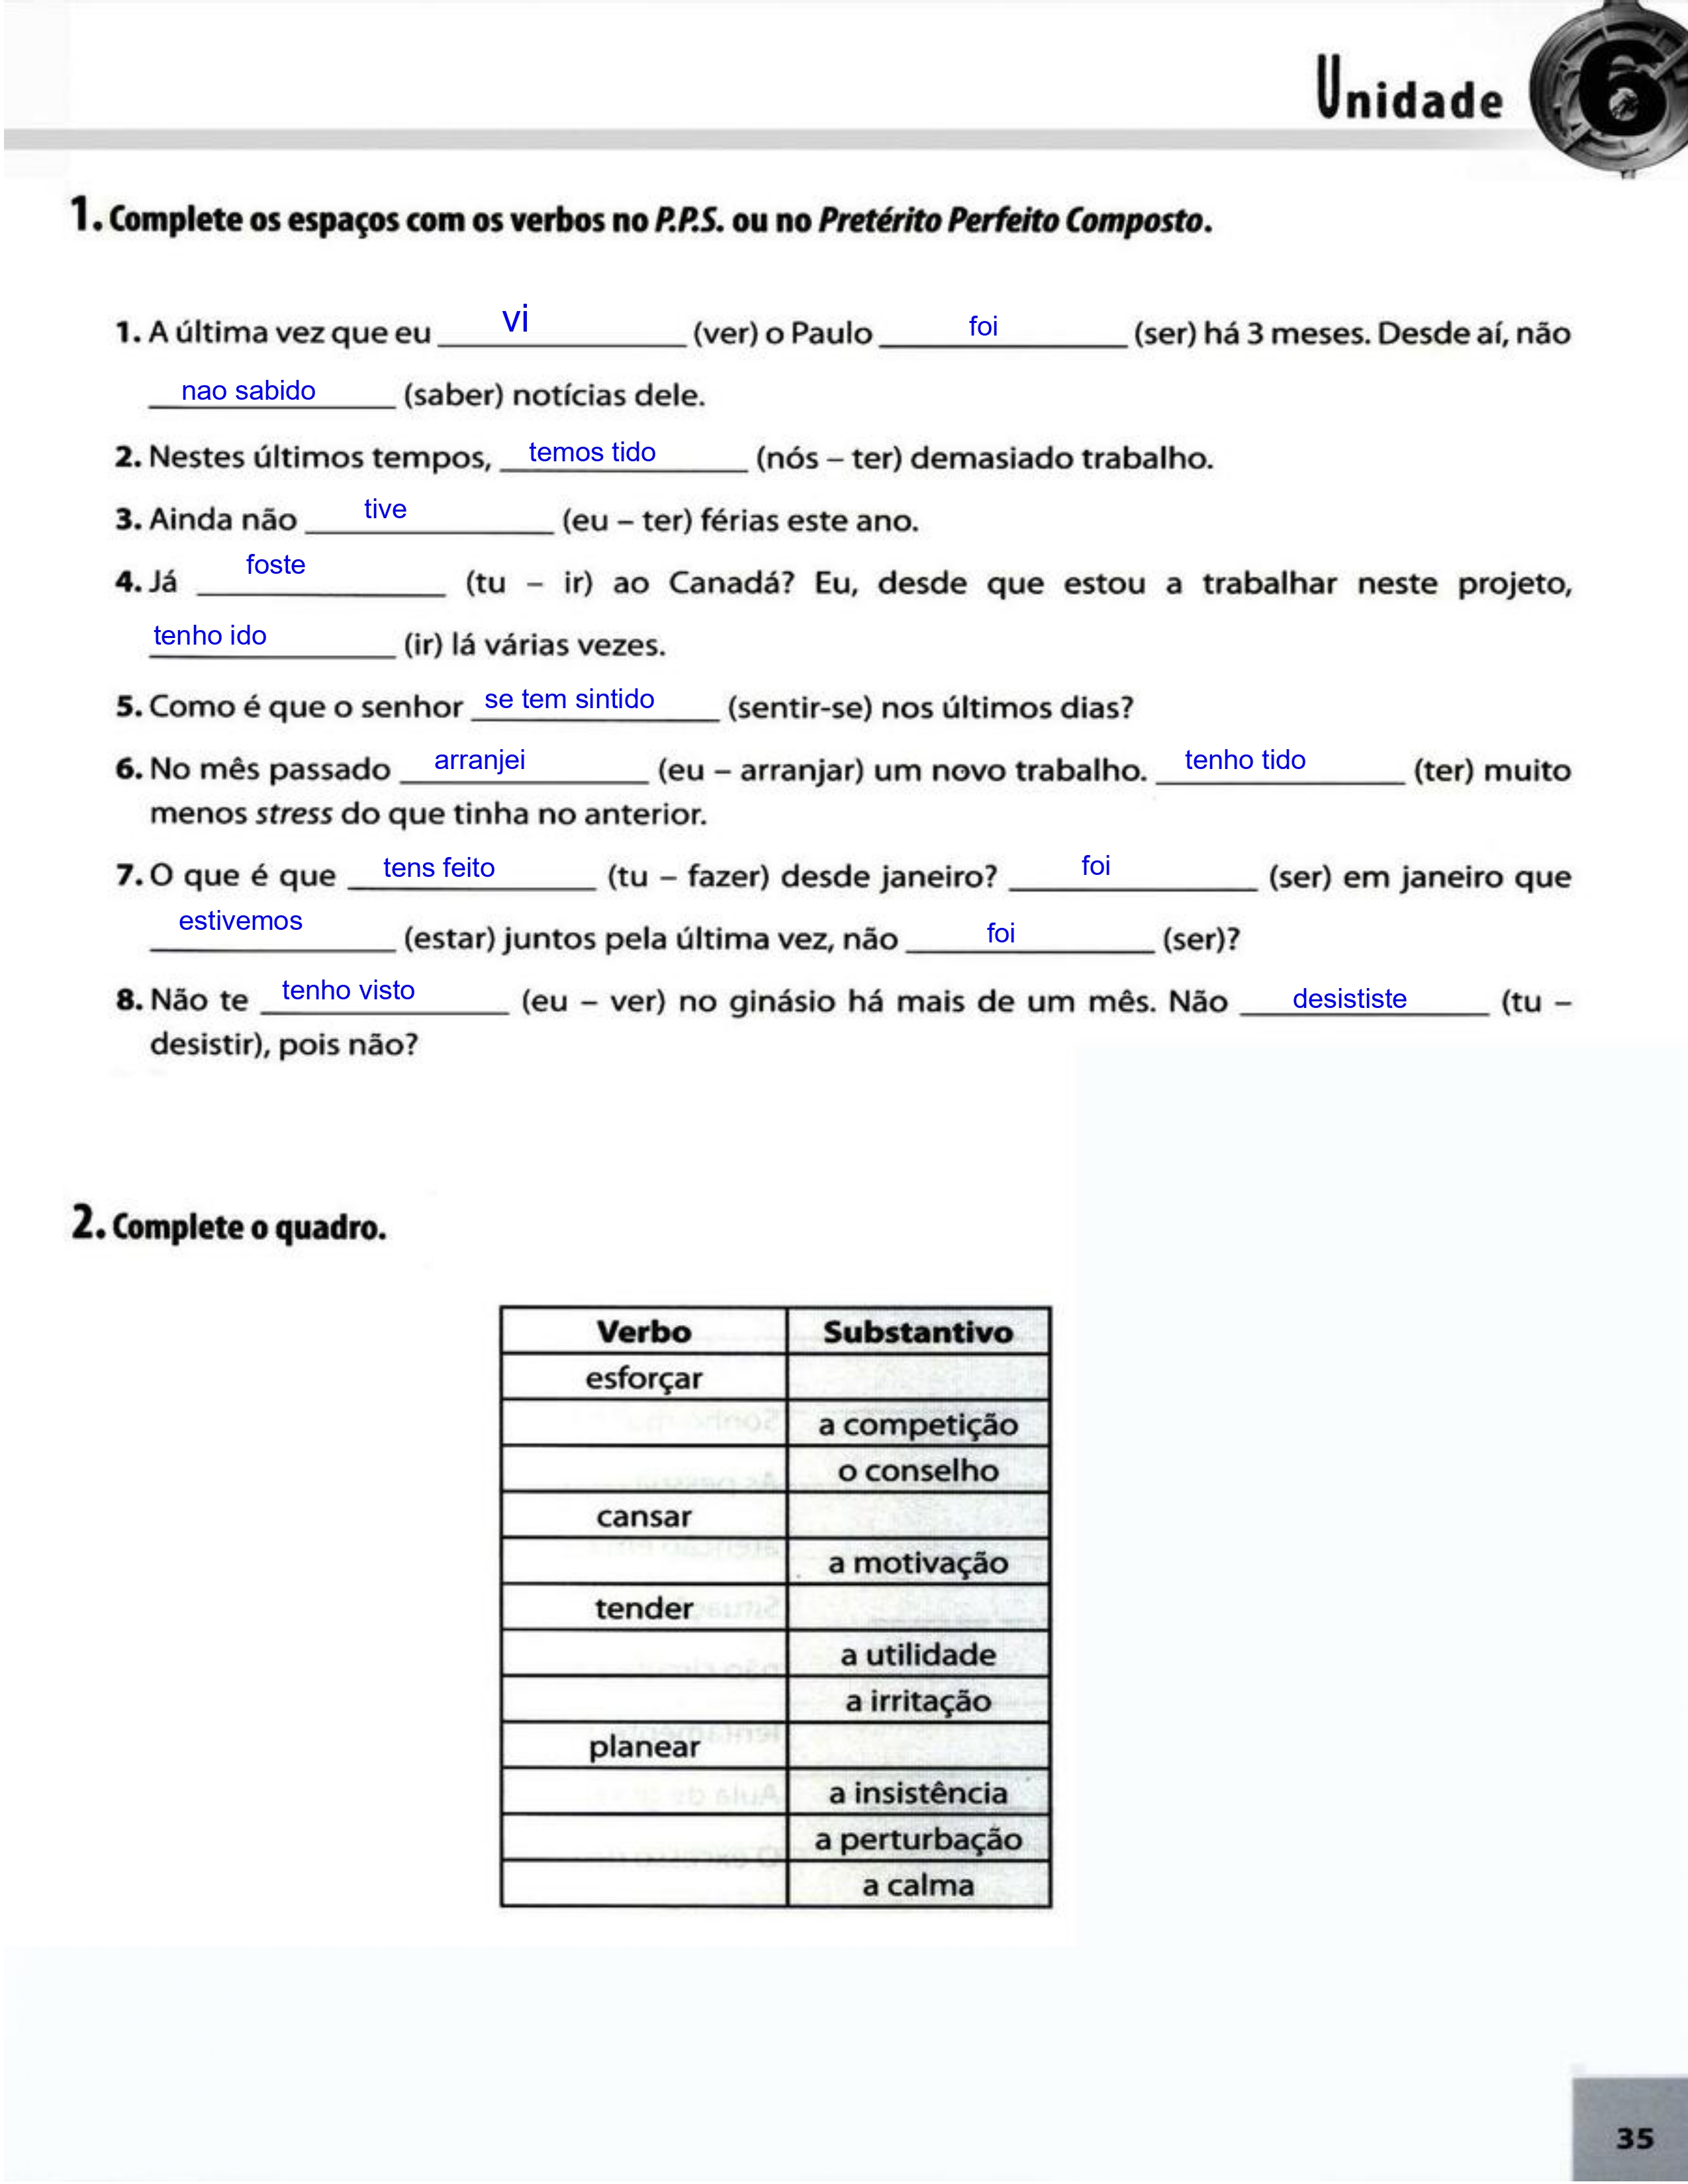 Unidade 6
1. Complete os espaços com os verbos no P.P.S. ou no Pretérito Perfeito Composto.
1. A última vez que eu vi (ver) o Paulo foi (ser) há 3 meses. Desde aí, não
nao sabido (saber) notícias dele.
2. Nestes últimos tempos, temos tido (nós – ter) demasiado trabalho.
3. Ainda não tive (eu – ter) férias este ano.
4. Já foste (tu – ir) ao Canadá? Eu, desde que estou a trabalhar neste projeto,
tenho ido (ir) lá várias vezes.
5. Como é que o senhor se tem sintido (sentir-se) nos últimos dias?
6. No mês passado arranjei (eu – arranjar) um novo trabalho. tenho tido (ter) muito
menos stress do que tinha no anterior.
7. O que é que tens feito (tu – fazer) desde janeiro? foi (ser) em janeiro que
estivemos (estar) juntos pela última vez, não foi (ser)?
8. Não te tenho visto (eu – ver) no ginásio há mais de um mês. Não desististe (tu –
desistir), pois não?
2. Complete o quadro.
Verbo Substantivo
esforçar
a competição
o conselho
cansar
a motivação
tender
a utilidade
a irritação
planear
a insistência
a perturbação
a calma
35